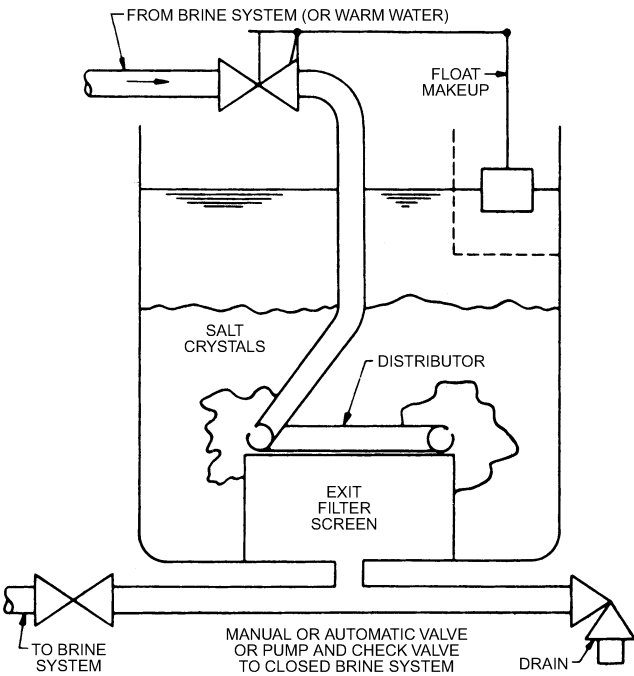 FROM BRINE SYSTEM (OR WARM WATER)
FLOAT
MAKEUP
SALT
CRYSTALS
DISTRIBUTOR
EXIT
FILTER
SCREEN
TO BRINE
SYSTEM
MANUAL OR AUTOMATIC VALVE
OR PUMP AND CHECK VALVE
TO CLOSED BRINE SYSTEM
DRAIN